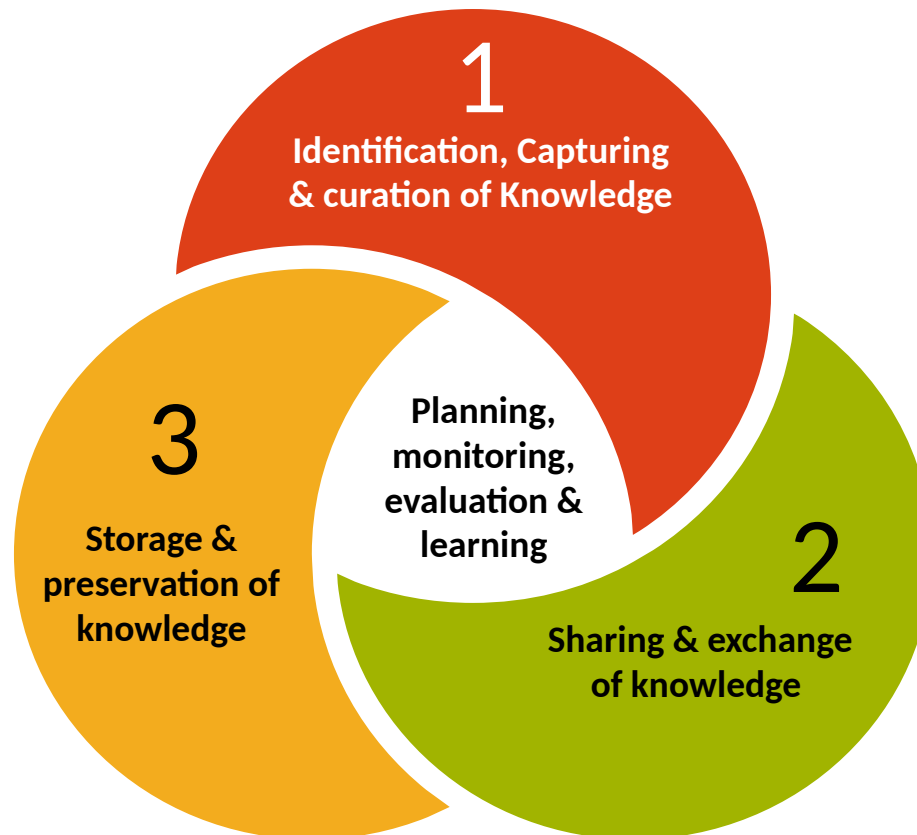 1
Identification, Capturing
& curation of Knowledge
Planning,
monitoring,
evaluation &
learning
3
Storage &
preservation of
knowledge
2
Sharing & exchange
of knowledge